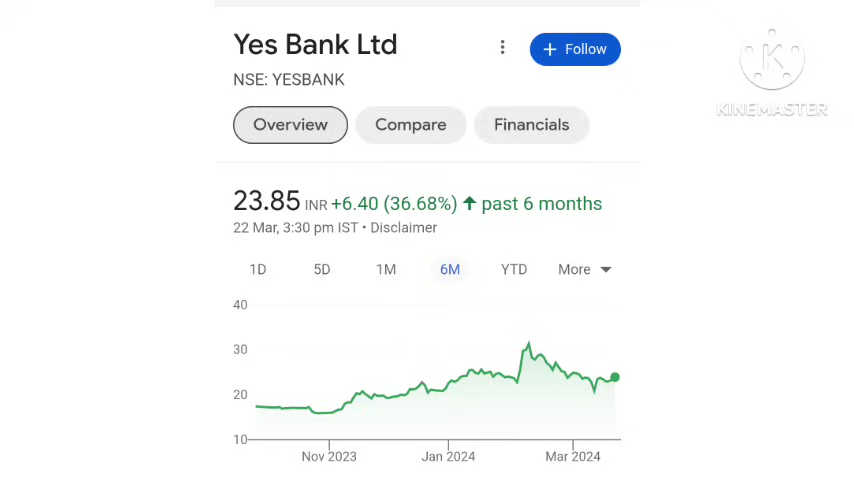 Yes Bank Ltd
+ Follow
NSE: YESBANK
K
KINEMASTER
Overview
Compare
Financials
23.85 INR +6.40 (36.68%) ↑ past 6 months
22 Mar, 3:30 pm IST • Disclaimer
1D 5D 1M 6M YTD More
40
30
20
10
Nov 2023 Jan 2024 Mar 2024